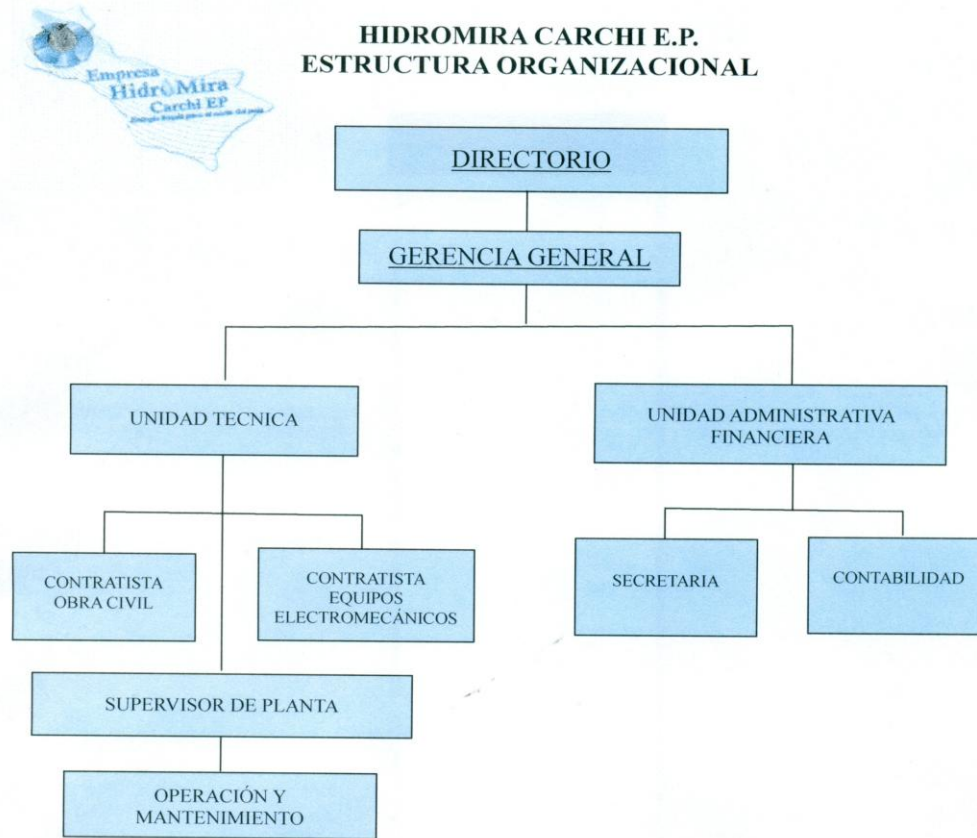 HIDROMIRA CARCHI E.P.
ESTRUCTURA ORGANIZACIONAL
Empresa
HidroMira
Carchi EP
DIRECTORIO
GERENCIA GENERAL
UNIDAD TECNICA
UNIDAD ADMINISTRATIVA
FINANCIERA
CONTRATISTA
OBRA CIVIL
CONTRATISTA
EQUIPOS
ELECTROMECÁNICOS
SECRETARIA
CONTABILIDAD
SUPERVISOR DE PLANTA
OPERACIÓN Y
MANTENIMIENTO